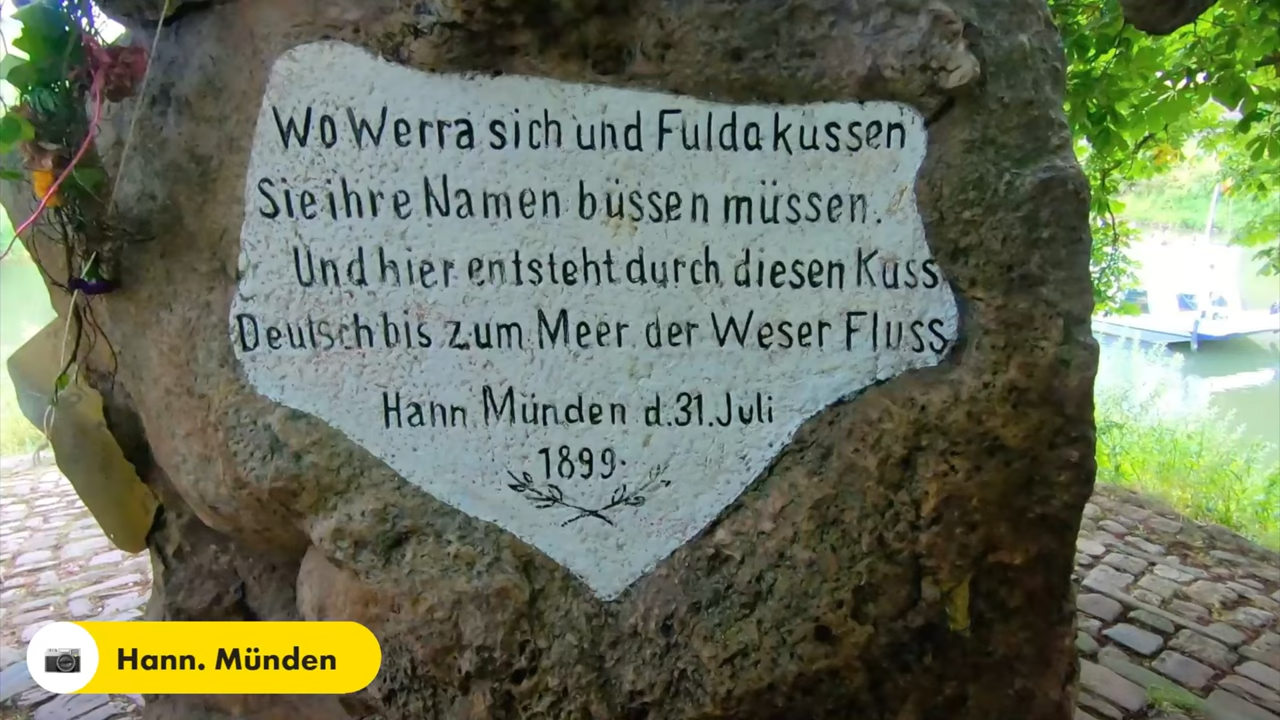 Wo Werra sich und Fulda küssen
Sie ihre Namen büssen müssen.
Und hier entsteht durch diesen Kuss
Deutsch bis zum Meer der Weser Fluss
Hann. Münden d.31.Juli
1899.
Hann. Münden